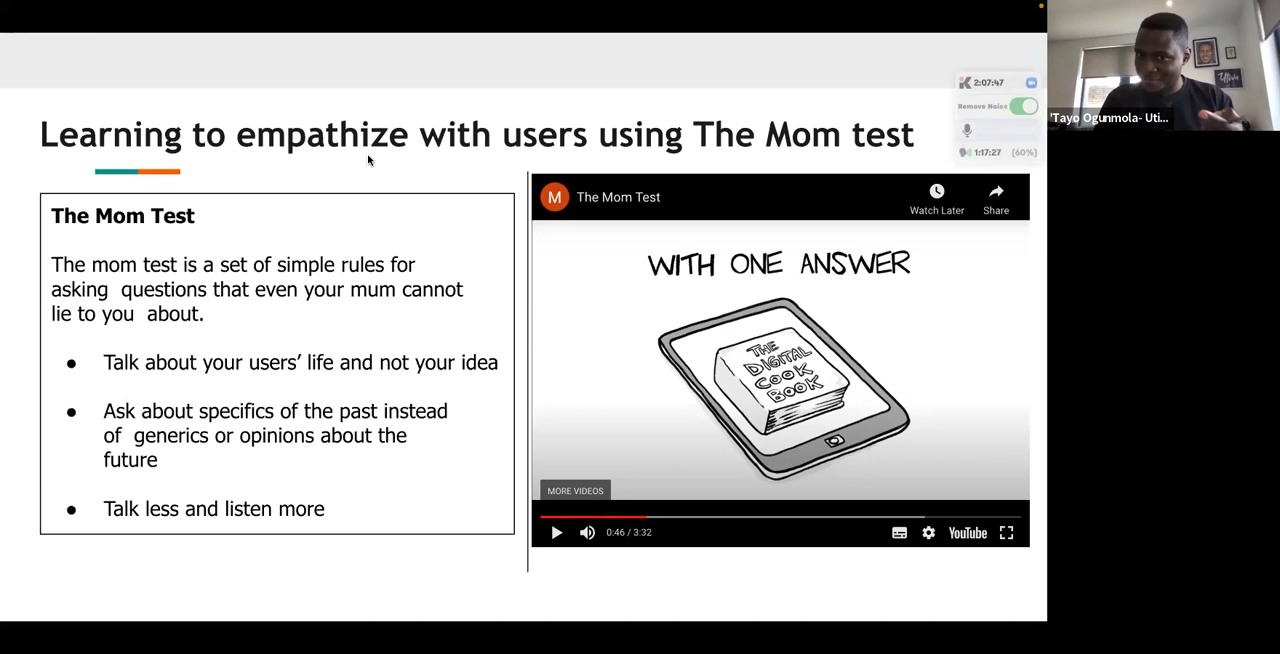 Learning to empathize with users using The Mom test
The Mom Test
The mom test is a set of simple rules for
asking questions that even your mum cannot
lie to you about.
● Talk about your users’ life and not your idea
● Ask about specifics of the past instead
of generics or opinions about the
future
● Talk less and listen more
M The Mom Test
Watch Later
Share
WITH ONE ANSWER
THE
DIGITAL
COOK
BOOK
MORE VIDEOS
0:46 / 3:32
YouTube
2:07:47
Remove Noise
1:17:27 (60%)
'Tayo Ogunmola- Uti...